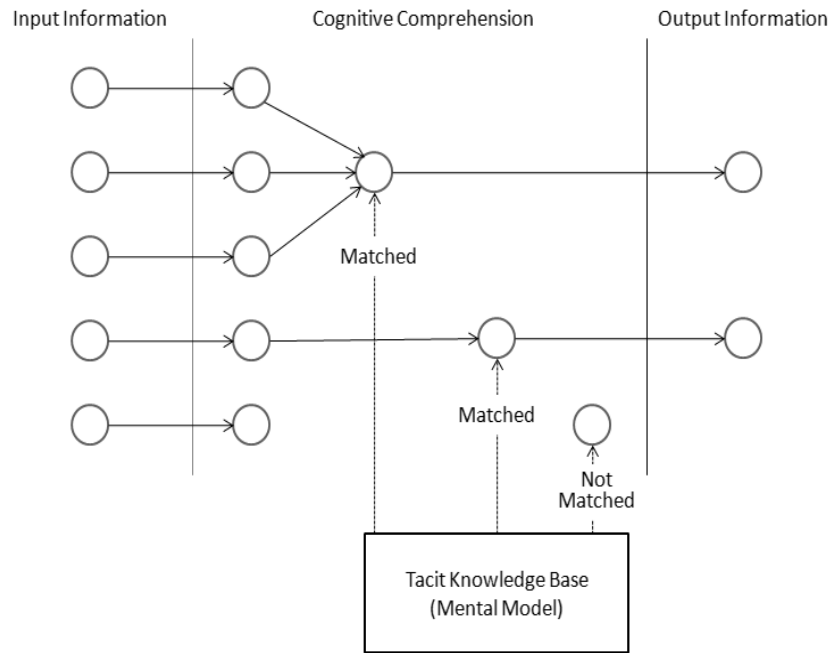 Input Information
Cognitive Comprehension
Output Information
Matched
Matched
Not
Matched
Tacit Knowledge Base
(Mental Model)